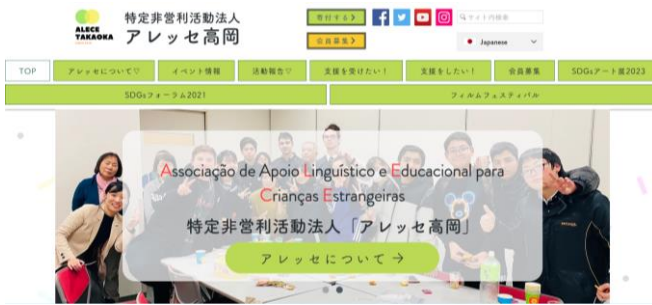 ALECE
TAKAOKA
特定非営利活動法人
アレッセ高岡
寄付する
会員募集
サイト内検索
Japanese
TOP
アレッセについて▽
イベント情報
活動報告▽
支援を受けたい!
支援をしたい!
会員募集
SDGsアート展2023
SDGsフォーラム2021
フィルムフェスティバル
Associação de Apoio Linguístico e Educacional para
Crianças Estrangeiras
特定非営利活動法人「アレッセ高岡」
アレッセについて→